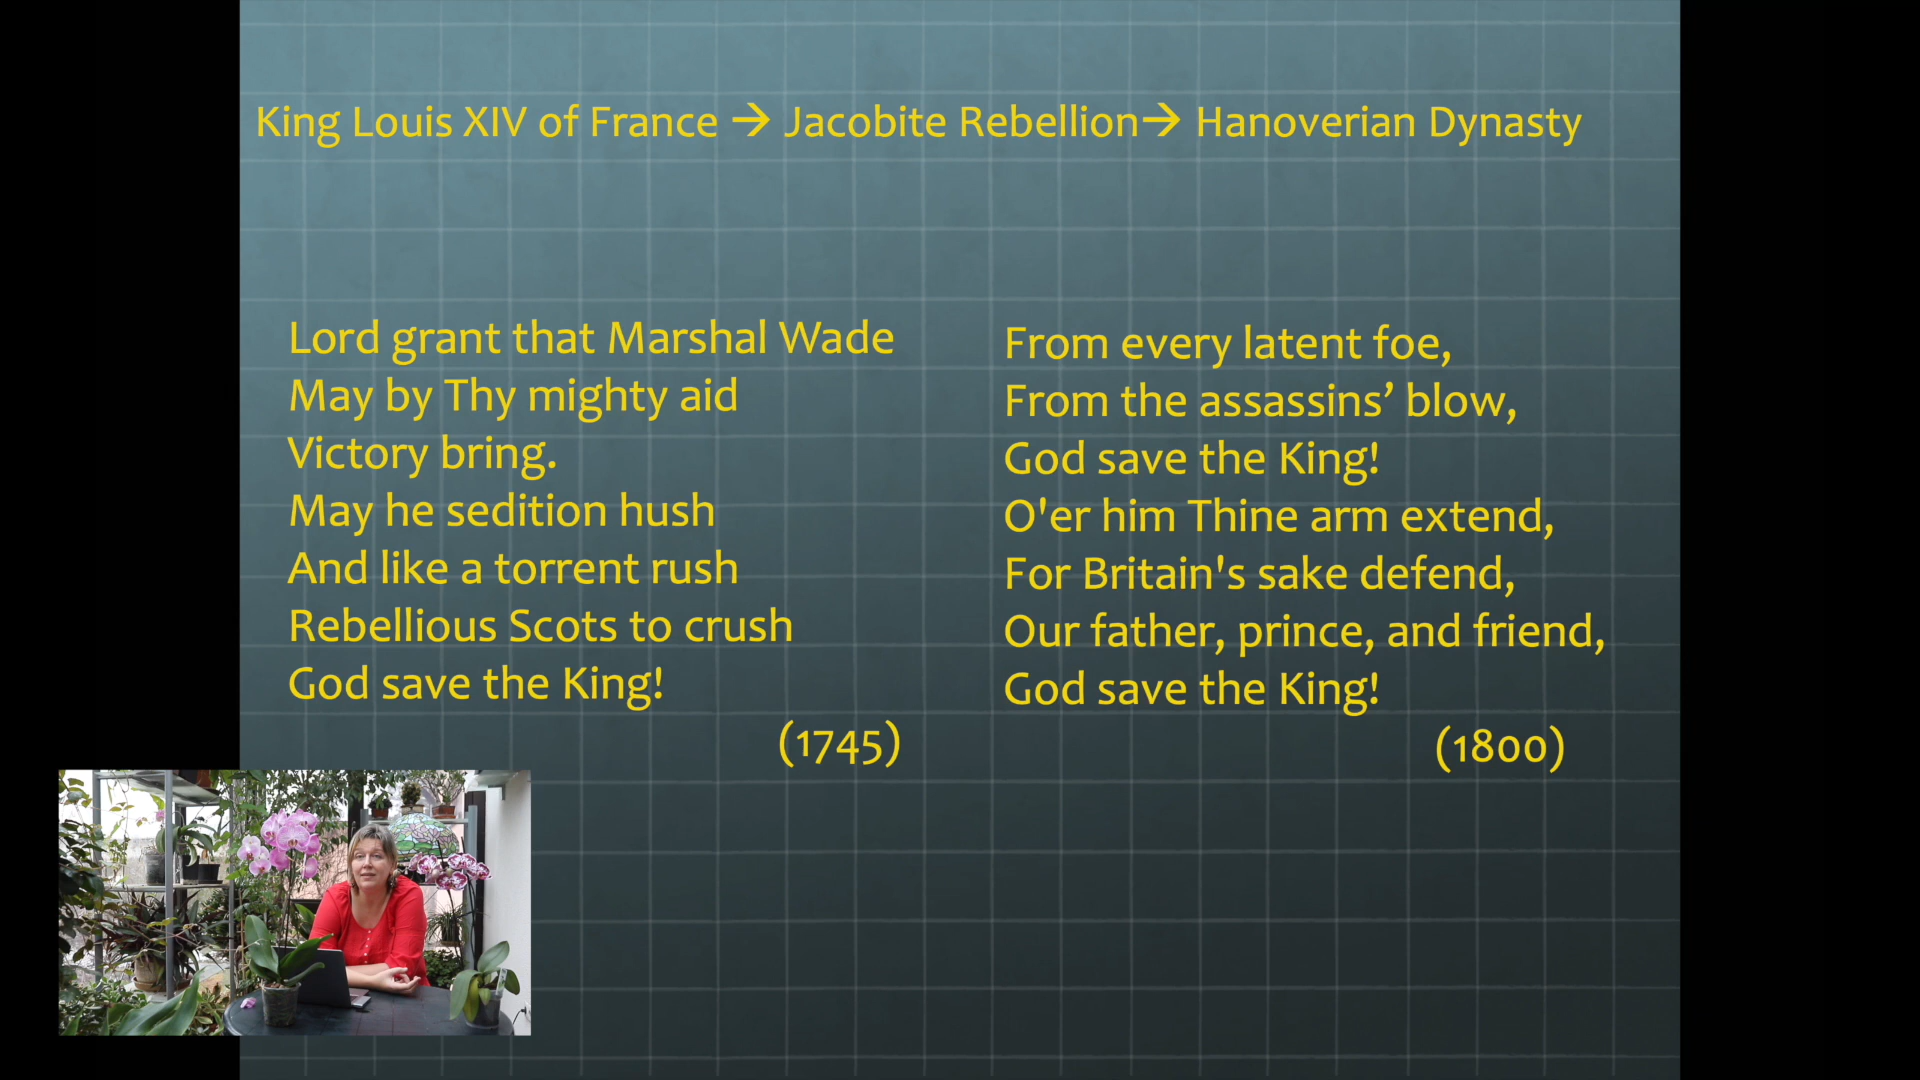 King Louis XIV of France → Jacobite Rebellion→ Hanoverian Dynasty
Lord grant that Marshal Wade
May by Thy mighty aid
Victory bring.
May he sedition hush
And like a torrent rush
Rebellious Scots to crush
God save the King!
(1745)
From every latent foe,
From the assassins’ blow,
God save the King!
O'er him Thine arm extend,
For Britain's sake defend,
Our father, prince, and friend,
God save the King!
(1800)